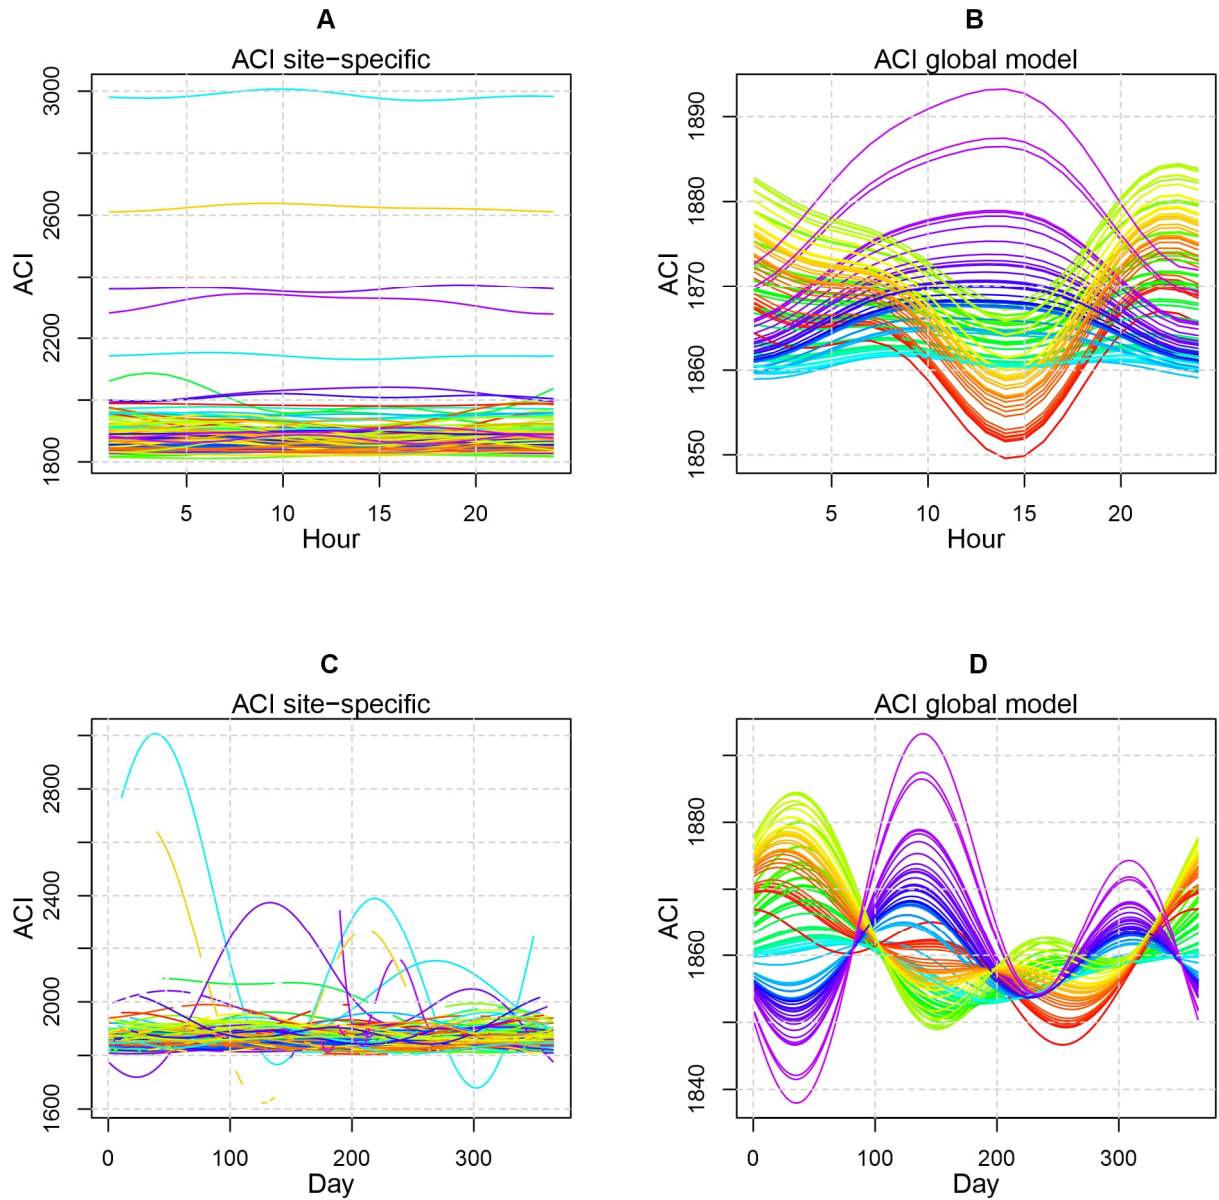 A
ACI site−specific
ACI
3000
2600
2200
1800
5
10
15
20
Hour
B
ACI global model
ACI
1890
1880
1870
1860
1850
5
10
15
20
Hour
C
ACI site−specific
ACI
2800
2400
2000
1600
0
100
200
300
Day
D
ACI global model
ACI
1880
1860
1840
0
100
200
300
Day